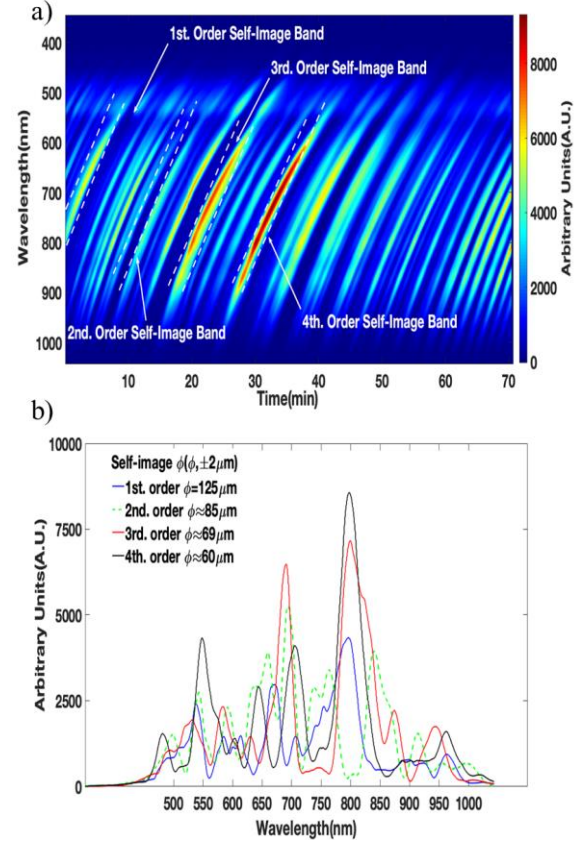 a)
1st. Order Self-Image Band
3rd. Order Self-Image Band
2nd. Order Self-Image Band
4th. Order Self-Image Band
400
500
600
700
800
900
1000
Wavelength(nm)
10 20 30 40 50 60 70
Time(min)
8000
6000
4000
2000
0
Arbitrary Units(A.U.)
b)
Self-image ϕ(ϕ,±2μm)
1st. order ϕ=125μm
2nd. order ϕ≈85μm
3rd. order ϕ≈69μm
4th. order ϕ≈60μm
10000
7500
5000
2500
0
Arbitrary Units(A.U.)
500 550 600 650 700 750 800 850 900 950 1000
Wavelength(nm)